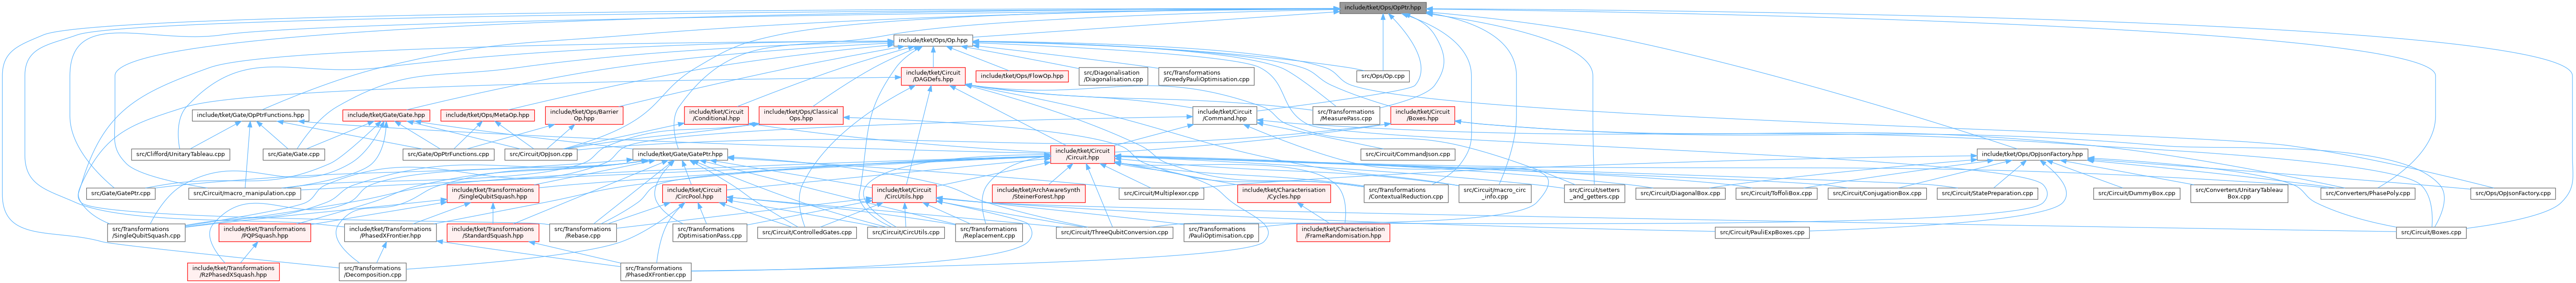 include/tket/Ops/OpPtr.hpp
include/tket/Ops/Op.hpp
include/tket/Circuit
/DAGDefs.hpp
include/tket/Ops/FlowOp.hpp
src/Diagonalisation
/Diagonalisation.cpp
src/Transformations
/GreedyPauliOptimisation.cpp
src/Ops/Op.cpp
include/tket/Gate/OpPtrFunctions.hpp
include/tket/Gate/Gate.hpp
include/tket/Ops/MetaOp.hpp
include/tket/Ops/Barrier
Op.hpp
include/tket/Circuit
/Conditional.hpp
include/tket/Ops/Classical
Ops.hpp
include/tket/Circuit
/Command.hpp
src/Transformations
/MeasurePass.cpp
include/tket/Circuit
/Boxes.hpp
src/Clifford/UnitaryTableau.cpp
src/Gate/Gate.cpp
src/Gate/OpPtrFunctions.cpp
src/Circuit/OpJson.cpp
include/tket/Gate/GatePtr.hpp
include/tket/Circuit
/Circuit.hpp
src/Circuit/CommandJson.cpp
include/tket/Ops/OpJsonFactory.hpp
src/Gate/GatePtr.cpp
src/Circuit/macro_manipulation.cpp
include/tket/Transformations
/SingleQubitSquash.hpp
include/tket/Circuit
/CircPool.hpp
include/tket/Circuit
/CircUtils.hpp
include/tket/ArchAwareSynth
/SteinerForest.hpp
src/Circuit/Multiplexor.cpp
include/tket/Characterisation
/Cycles.hpp
src/Transformations
/ContextualReduction.cpp
src/Circuit/macro_circ
_info.cpp
src/Circuit/setters
_and_getters.cpp
src/Circuit/DiagonalBox.cpp
src/Circuit/ToffoliBox.cpp
src/Circuit/ConjugationBox.cpp
src/Circuit/StatePreparation.cpp
src/Circuit/DummyBox.cpp
src/Converters/UnitaryTableau
Box.cpp
src/Converters/PhasePoly.cpp
src/Ops/OpJsonFactory.cpp
src/Transformations
/SingleQubitSquash.cpp
include/tket/Transformations
/PQPSquash.hpp
include/tket/Transformations
/PhasedXFrontier.hpp
include/tket/Transformations
/StandardSquash.hpp
src/Transformations
/Rebase.cpp
src/Transformations
/OptimisationPass.cpp
src/Circuit/ControlledGates.cpp
src/Circuit/CircUtils.cpp
src/Transformations
/Replacement.cpp
src/Circuit/ThreeQubitConversion.cpp
src/Transformations
/PauliOptimisation.cpp
include/tket/Characterisation
/FrameRandomisation.hpp
src/Circuit/PauliExpBoxes.cpp
src/Circuit/Boxes.cpp
include/tket/Transformations
/RzPhasedXSquash.hpp
src/Transformations
/Decomposition.cpp
src/Transformations
/PhasedXFrontier.cpp